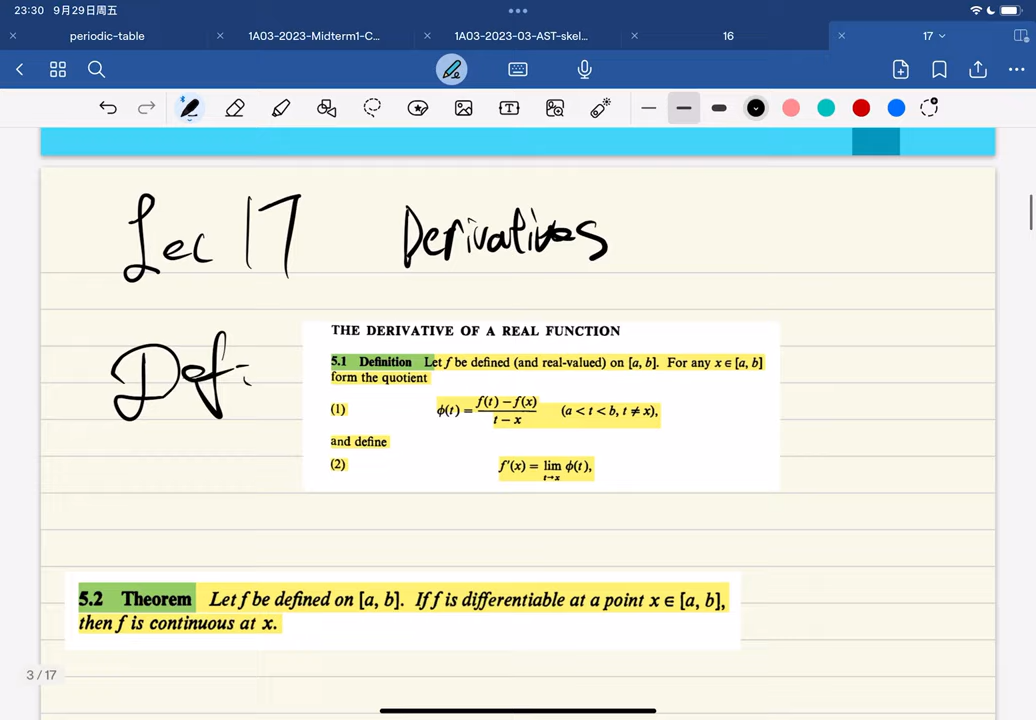 23:30 9月29日周五
periodic-table
1A03-2023-Midterm1-C...
1A03-2023-03-AST-skel...
16
17
Lec 17 Derivatives
Def:
THE DERIVATIVE OF A REAL FUNCTION
5.1 Definition Let f be defined (and real-valued) on [a, b]. For any x ∈ [a, b]
form the quotient
(1) ϕ(t) = f(t) − f(x) / t − x (a < t < b, t ≠ x),
and define
(2) f′(x) = lim t→x ϕ(t),
5.2 Theorem Let f be defined on [a, b]. If f is differentiable at a point x ∈ [a, b],
then f is continuous at x.
3 / 17